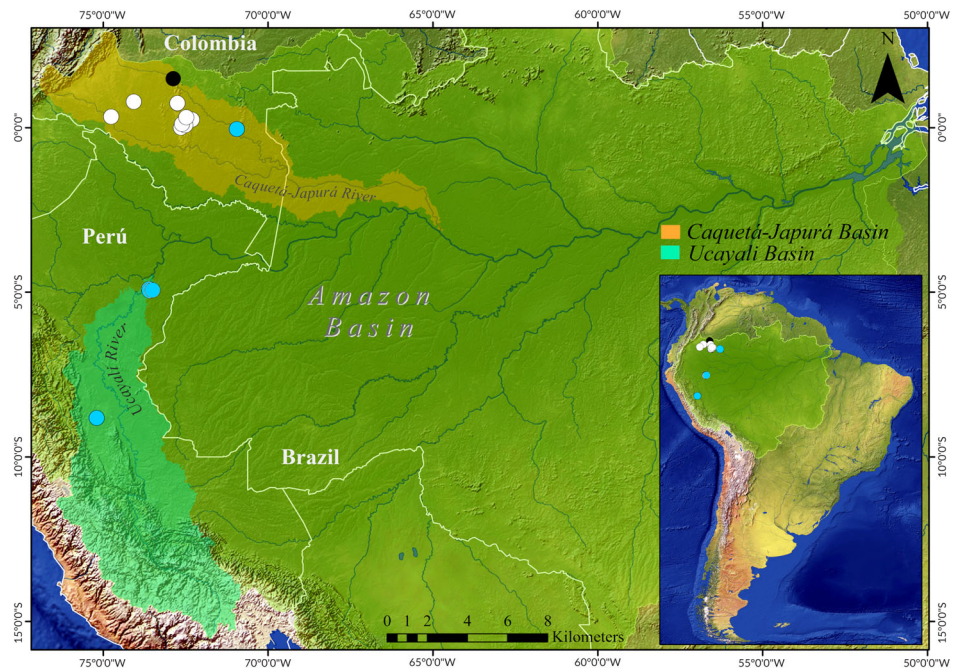 75°0'0"W
70°0'0"W
65°0'0"W
60°0'0"W
55°0'0"W
50°0'0"W
Colombia
N
0°0'0"
0°0'0"
Caquetá-Japurá River
Perú
Caquetá-Japurá Basin
Ucayali Basin
5°0'0"S
Amazon
Basin
5°0'0"S
Ucayali River
10°0'0"S
Brazil
10°0'0"S
0 1 2 4 6 8
Kilometers
15°0'0"S
15°0'0"S
75°0'0"W
70°0'0"W
65°0'0"W
60°0'0"W
55°0'0"W
50°0'0"W